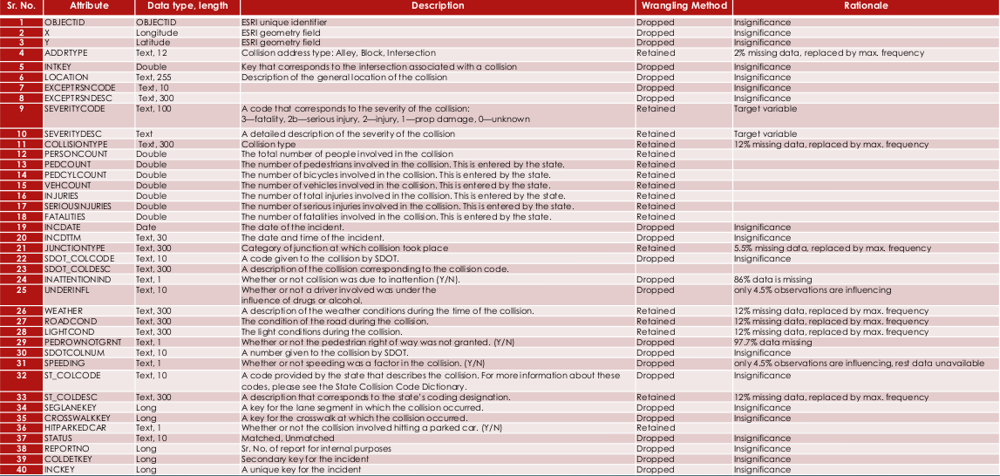 Sr. No. Attribute Data type, length Description Wrangling Method Rationale
1 OBJECTID OBJECTID ESRI unique identifier Dropped Insignificance
2 X Longitude ESRI geometry field Dropped Insignificance
3 Y Latitude ESRI geometry field Dropped Insignificance
4 ADDRTYPE Text, 12 Collision address type: Alley, Block, Intersection Retained 2% missing data, replaced by max. frequency
5 INTKEY Double Key that corresponds to the intersection associated with a collision Dropped Insignificance
6 LOCATION Text, 255 Description of the general location of the collision Dropped Insignificance
7 EXCEPTRSNCODE Text, 10 Dropped Insignificance
8 EXCEPTRSNDESC Text, 300 Dropped Insignificance
9 SEVERITYCODE Text, 100 A code that corresponds to the severity of the collision: Retained Target variable
3—fatality, 2b—serious injury, 2—injury, 1—prop damage, 0—unknown
10 SEVERITYDESC Text A detailed description of the severity of the collision Retained Target variable
11 COLLISIONTYPE Text, 300 Collision type Retained 12% missing data, replaced by max. frequency
12 PERSONCOUNT Double The total number of people involved in the collision Retained
13 PEDCOUNT Double The number of pedestrians involved in the collision. This is entered by the state. Retained
14 PEDCYLCOUNT Double The number of bicycles involved in the collision. This is entered by the state. Retained
15 VEHCOUNT Double The number of vehicles involved in the collision. This is entered by the state. Retained
16 INJURIES Double The number of total injuries involved in the collision. This is entered by the state. Retained
17 SERIOUSINJURIES Double The number of serious injuries involved in the collision. This is entered by the state. Retained
18 FATALITIES Double The number of fatalities involved in the collision. This is entered by the state. Retained
19 INCDATE Date The date of the incident. Dropped Insignificance
20 INCDTTM Text, 30 The date and time of the incident. Dropped Insignificance
21 JUNCTIONTYPE Text, 300 Category of junction at which collision took place Retained 5.5% missing data, replaced by max. frequency
22 SDOT_COLCODE Text, 10 A code given to the collision by SDOT. Dropped Insignificance
23 SDOT_COLDESC Text, 300 A description of the collision corresponding to the collision code.
24 INATTENTIONIND Text, 1 Whether or not collision was due to inattention (Y/N). Dropped 86% data is missing
25 UNDERINFL Text, 10 Whether or not a driver involved was under the Dropped only 4.5% observations are influencing
influence of drugs or alcohol.
26 WEATHER Text, 300 A description of the weather conditions during the time of the collision. Retained 12% missing data, replaced by max. frequency
27 ROADCOND Text, 300 The condition of the road during the collision. Retained 12% missing data, replaced by max. frequency
28 LIGHTCOND Text, 300 The light conditions during the collision. Retained 12% missing data, replaced by max. frequency
29 PEDROWNOTGRNT Text, 1 Whether or not the pedestrian right of way was not granted. (Y/N) Dropped 97.7% data missing
30 SDOTCOLNUM Text, 10 A number given to the collision by SDOT. Dropped Insignificance
31 SPEEDING Text, 1 Whether or not speeding was a factor in the collision. (Y/N) Dropped only 4.5% observations are influencing, rest data unavailable
32 ST_COLCODE Text, 10 A code provided by the state that describes the collision. For more information about these Dropped Insignificance
codes, please see the State Collision Code Dictionary.
33 ST_COLDESC Text, 300 A description that corresponds to the state's coding designation. Retained 12% missing data, replaced by max. frequency
34 SEGLANEKEY Long A key for the lane segment in which the collision occurred. Dropped Insignificance
35 CROSSWALKKEY Long A key for the crosswalk at which the collision occurred. Dropped Insignificance
36 HITPARKEDCAR Text, 1 Whether or not the collision involved hitting a parked car. (Y/N) Retained
37 STATUS Text, 10 Matched, Unmatched Dropped Insignificance
38 REPORTNO Long Sr. No. of report for internal purposes Dropped Insignificance
39 COLDETKEY Long Secondary key for the incident Dropped Insignificance
40 INCKEY Long A unique key for the incident Dropped Insignificance